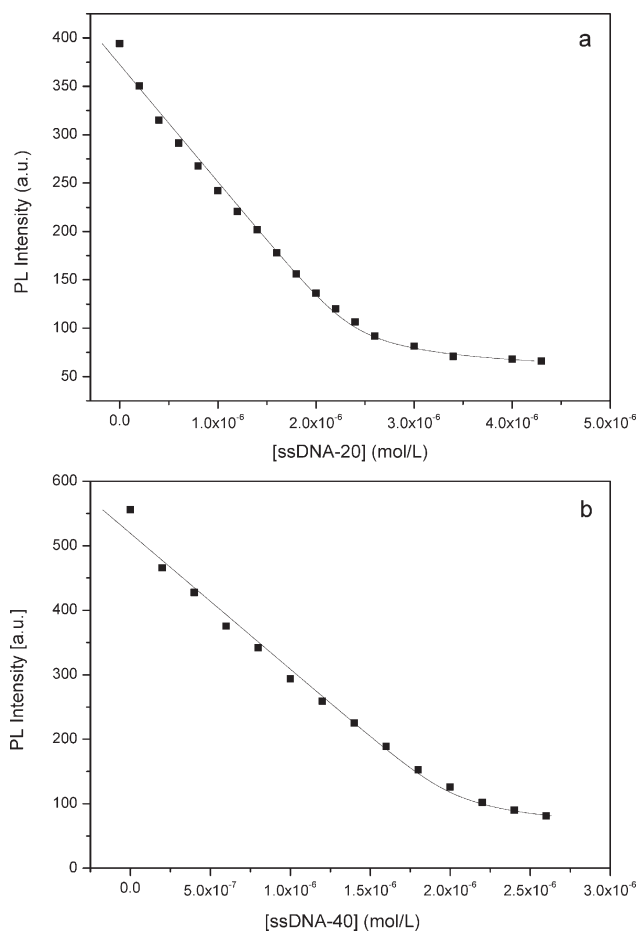 a
400
350
300
250
200
150
100
50
PL Intensity (a.u.)
0.0 1.0x10⁻⁶ 2.0x10⁻⁶ 3.0x10⁻⁶ 4.0x10⁻⁶ 5.0x10⁻⁶
[ssDNA-20] (mol/L)
b
600
500
400
300
200
100
0
PL Intensity [a.u.]
0.0 5.0x10⁻⁷ 1.0x10⁻⁶ 1.5x10⁻⁶ 2.0x10⁻⁶ 2.5x10⁻⁶ 3.0x10⁻⁶
[ssDNA-40] (mol/L)